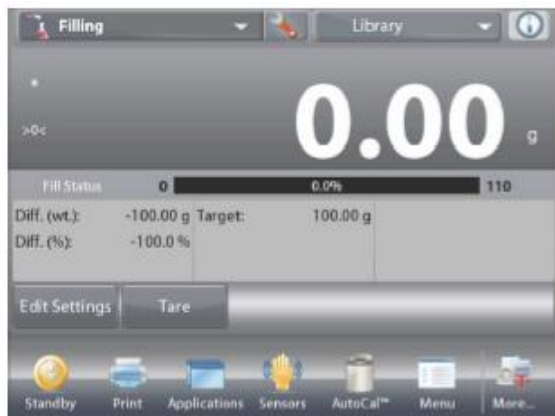 Filling Library
*
0.00 g
>0<
Fill Status 0 0.0% 110
Diff. (wt.): -100.00 g Target: 100.00 g
Diff. (%): -100.0 %
Edit Settings Tare
Standby Print Applications Sensors AutoCal™ Menu More...